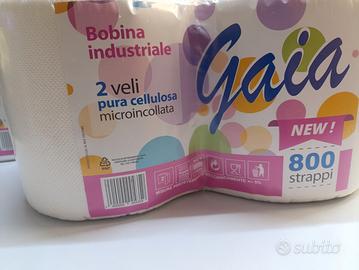 Bobina
industriale
2 veli
pura cellulosa
microincollata
Gaia
NEW !
800
strappi
subito